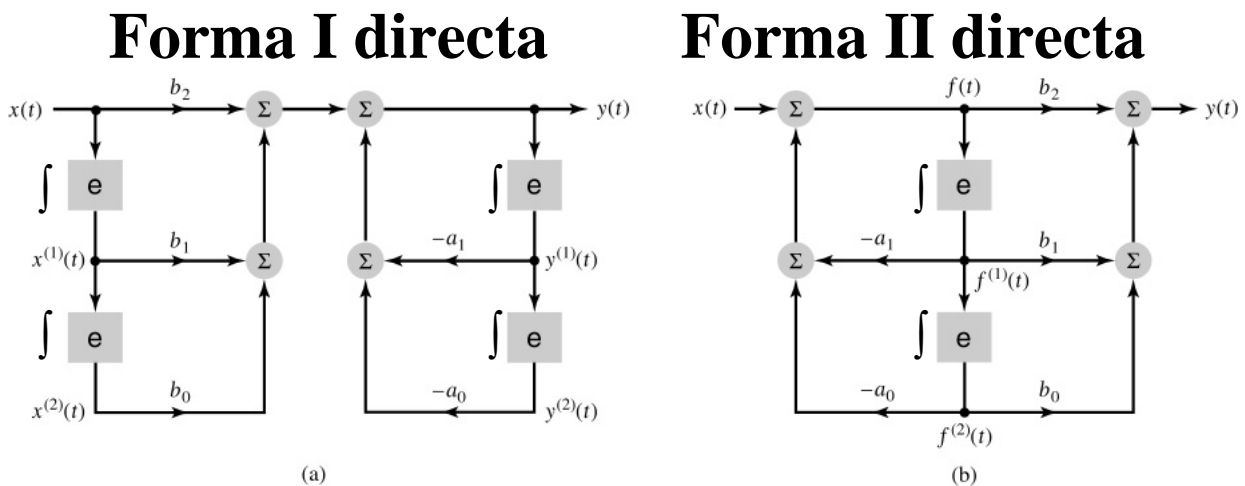 Forma I directa
Forma II directa
x(t) b₂ Σ Σ y(t)
∫ e ∫ e
x⁽¹⁾(t) b₁ Σ Σ −a₁ y⁽¹⁾(t)
∫ e ∫ e
x⁽²⁾(t) b₀ −a₀ y⁽²⁾(t)
(a)
x(t) Σ f(t) b₂ Σ y(t)
∫ e
Σ −a₁ b₁ Σ
f⁽¹⁾(t)
∫ e
−a₀ b₀
f⁽²⁾(t)
(b)